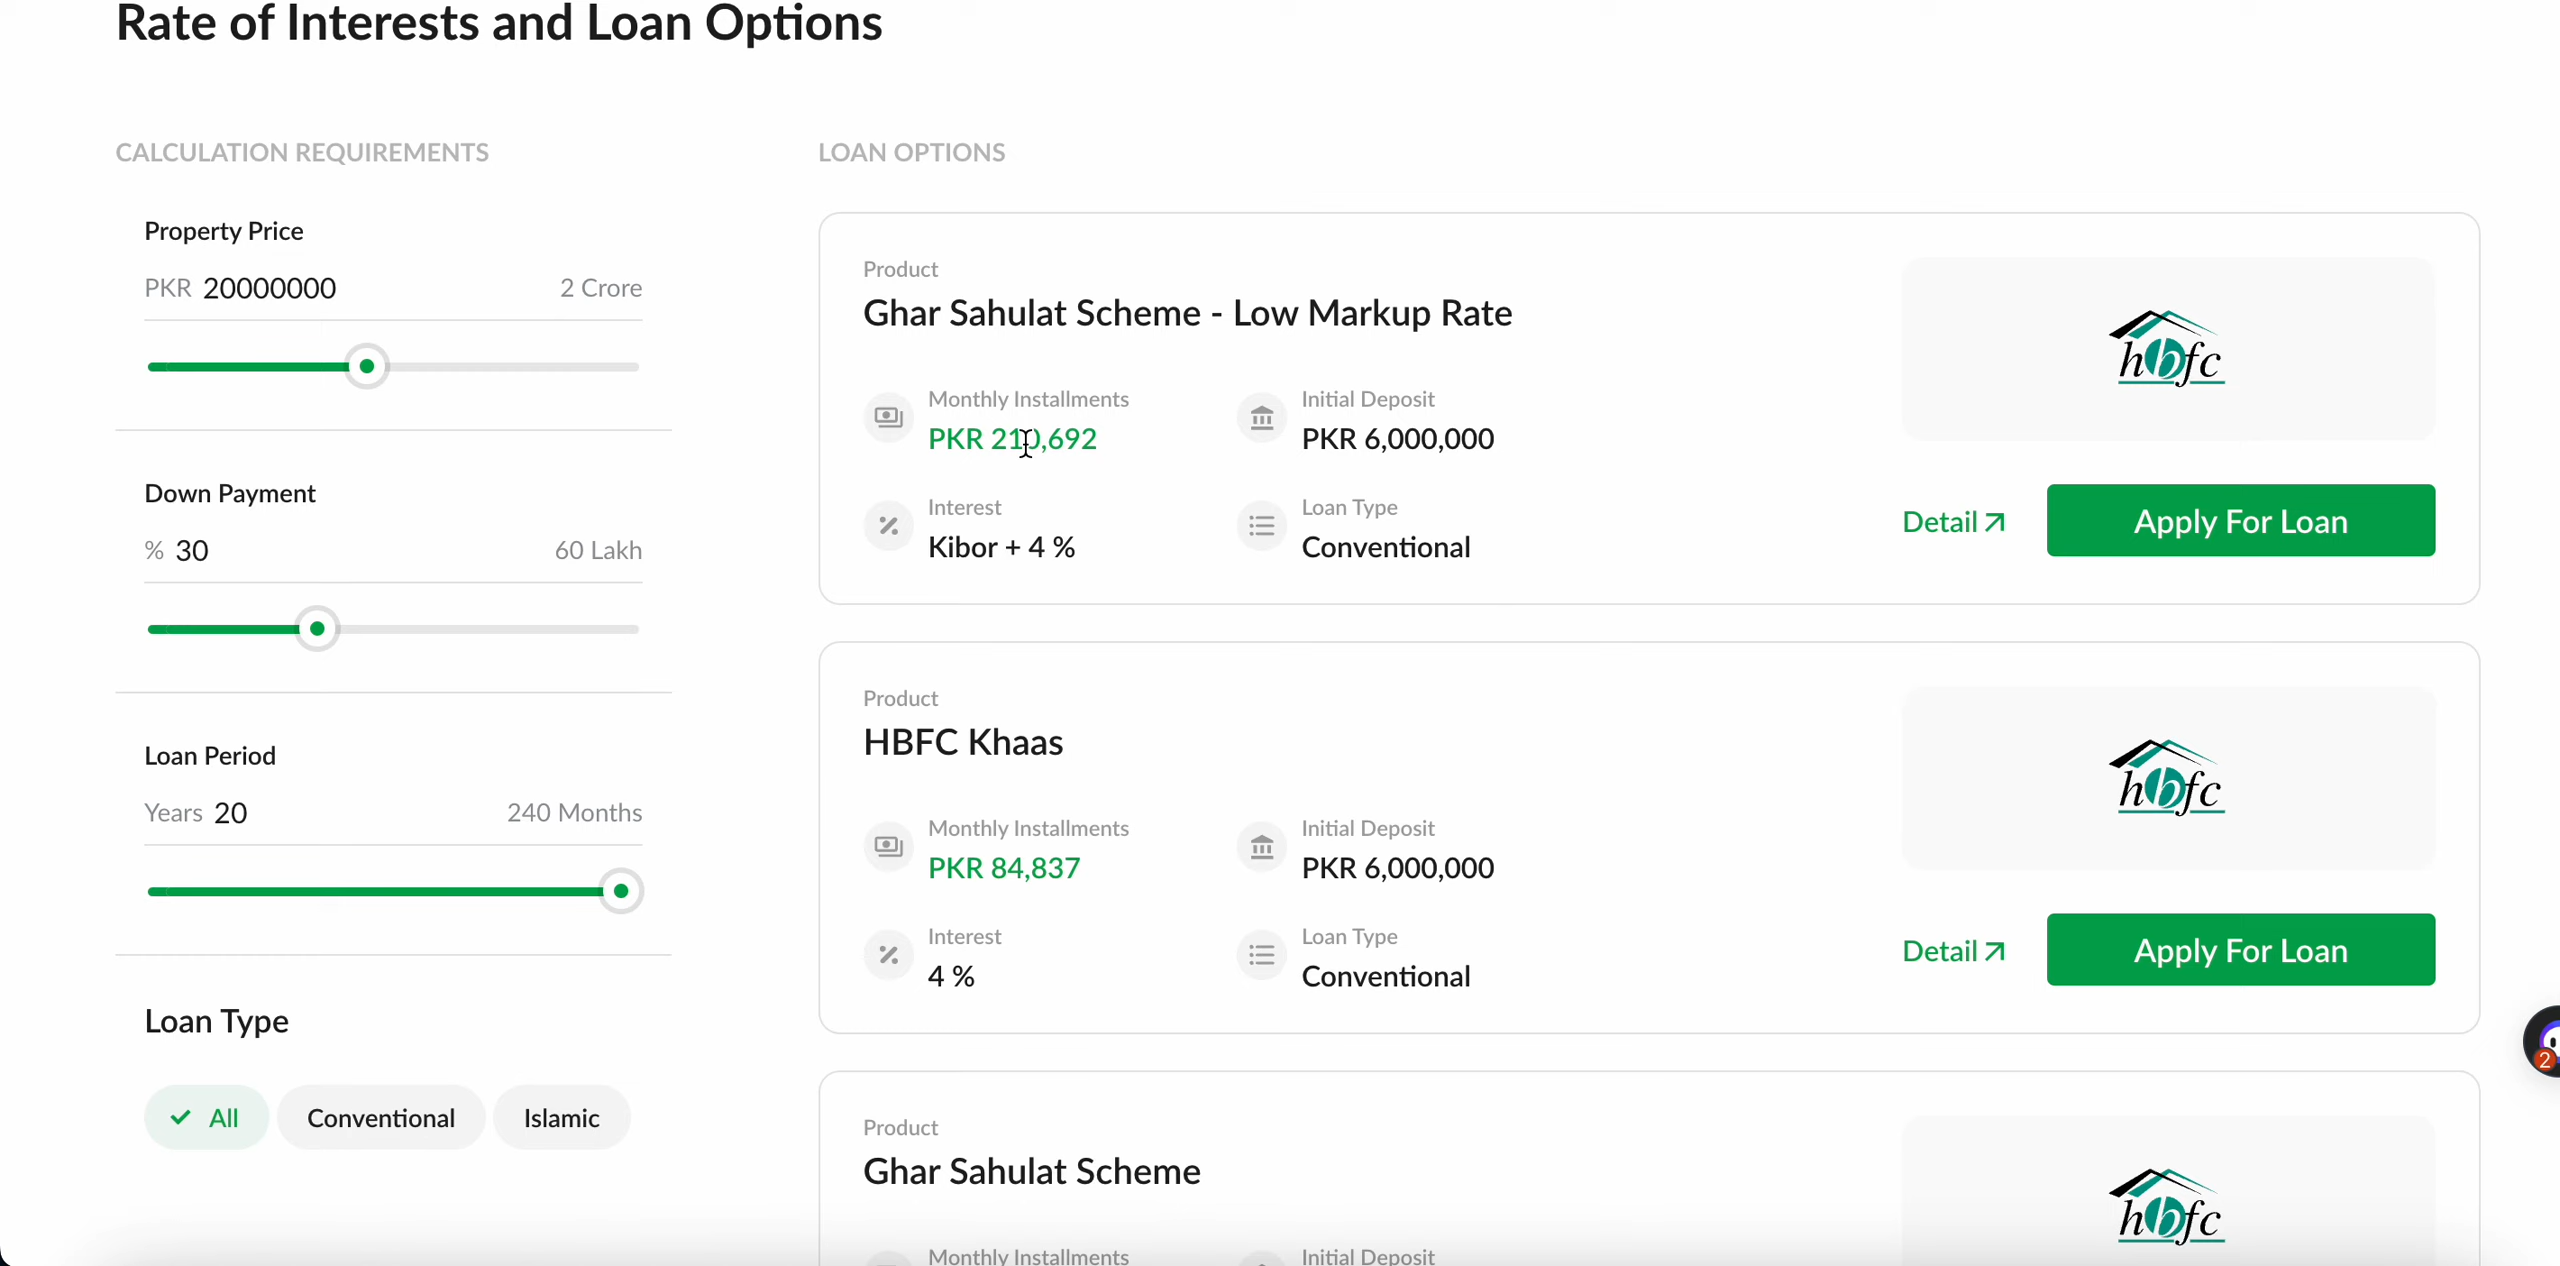 Rate of Interests and Loan Options
CALCULATION REQUIREMENTS
Property Price
PKR 20000000 2 Crore
Down Payment
% 30 60 Lakh
Loan Period
Years 20 240 Months
Loan Type
All Conventional Islamic
LOAN OPTIONS
Product
Ghar Sahulat Scheme - Low Markup Rate
hbfc
Monthly Installments Initial Deposit
PKR 210,692 PKR 6,000,000
Interest Loan Type
Kibor + 4 % Conventional
Detail Apply For Loan
Product
HBFC Khaas
hbfc
Monthly Installments Initial Deposit
PKR 84,837 PKR 6,000,000
Interest Loan Type
4 % Conventional
Detail Apply For Loan
2
Product
Ghar Sahulat Scheme
hbfc
Monthly Installments Initial Deposit